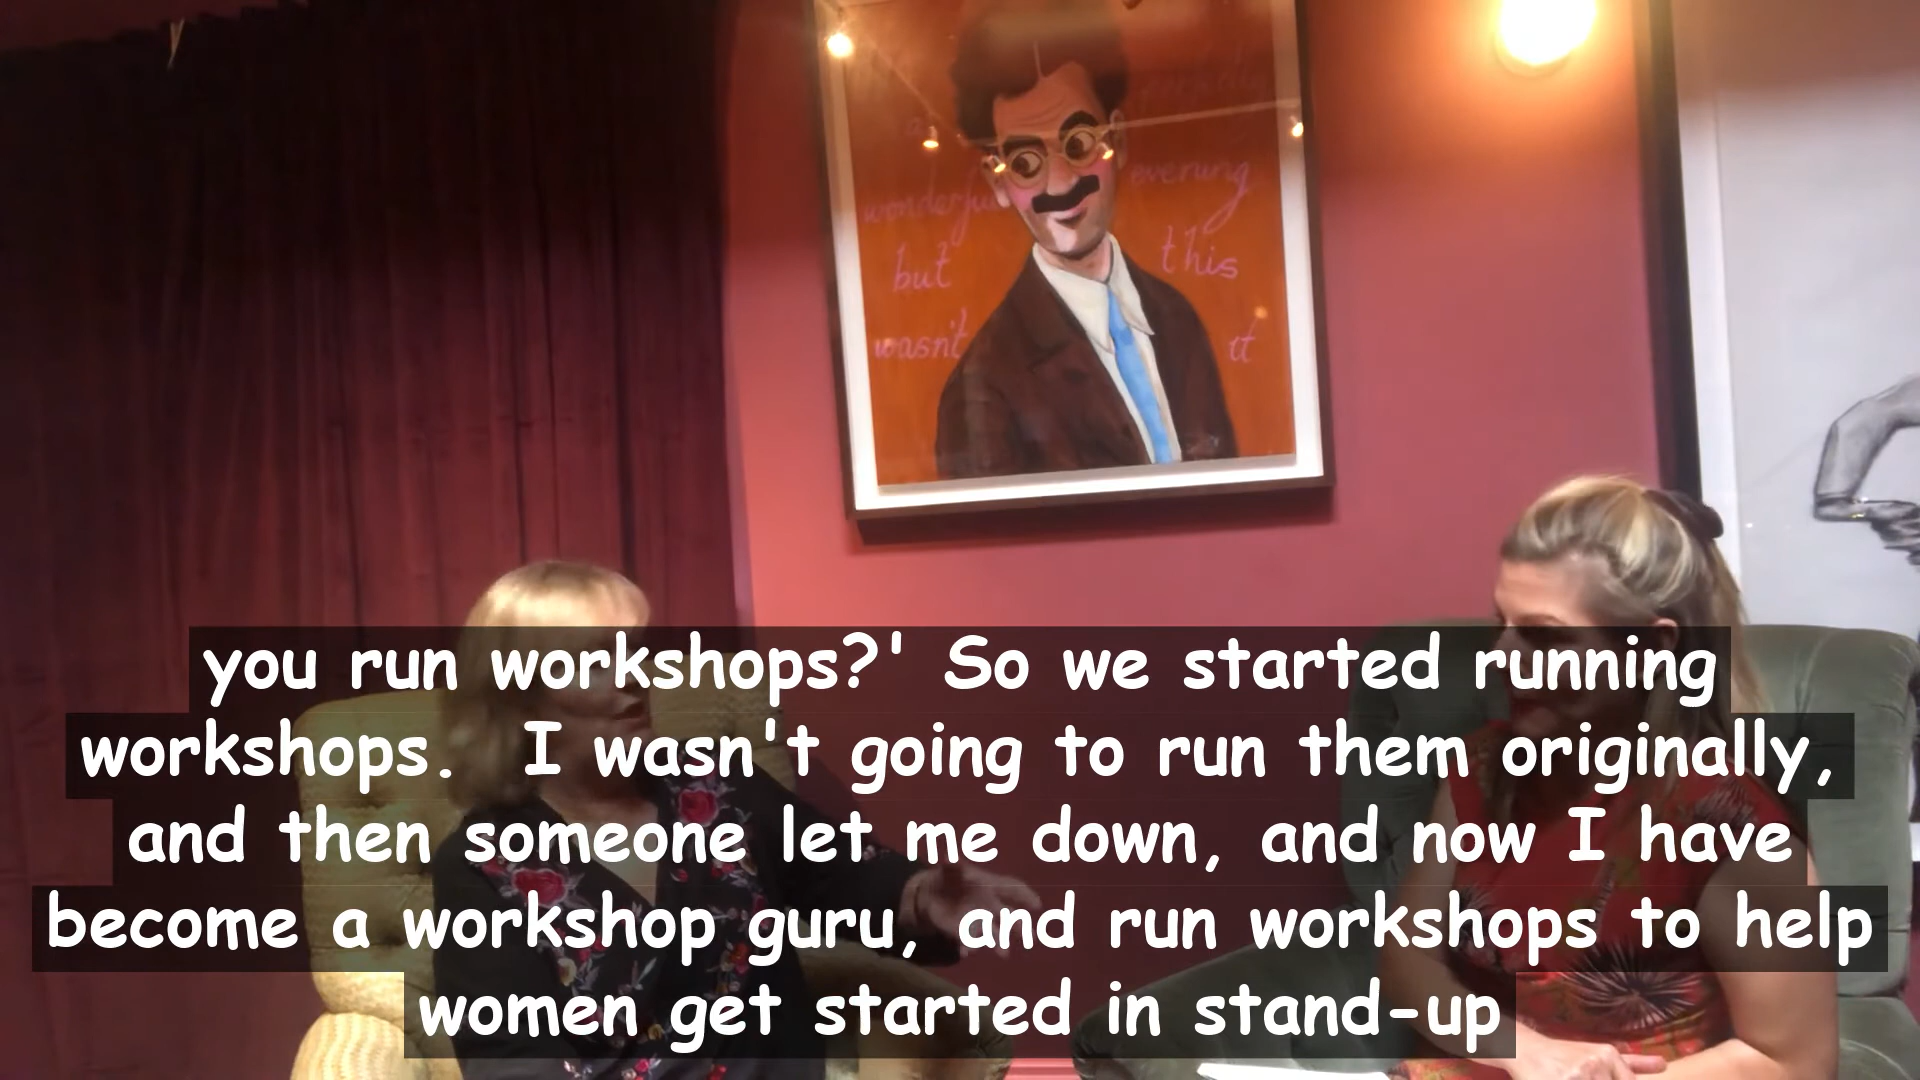 wonderful
evening
but
this
wasn't
it
you run workshops?' So we started running
workshops.  I wasn't going to run them originally,
and then someone let me down, and now I have
become a workshop guru, and run workshops to help
women get started in stand-up